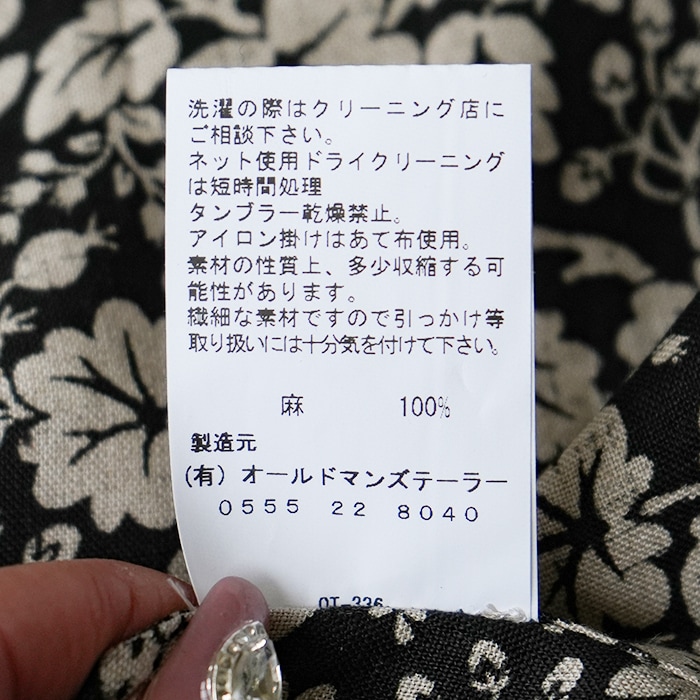 洗濯の際はクリーニング店に
ご相談下さい。
ネット使用ドライクリーニング
は短時間処理
タンブラー乾燥禁止。
アイロン掛けはあて布使用。
素材の性質上、多少収縮する可
能性があります。
繊細な素材ですので引っかけ等
取り扱いには十分気を付けて下さい。
麻 100%
製造元
(有) オールドマンズテーラー
0555 22 8040
OT-336